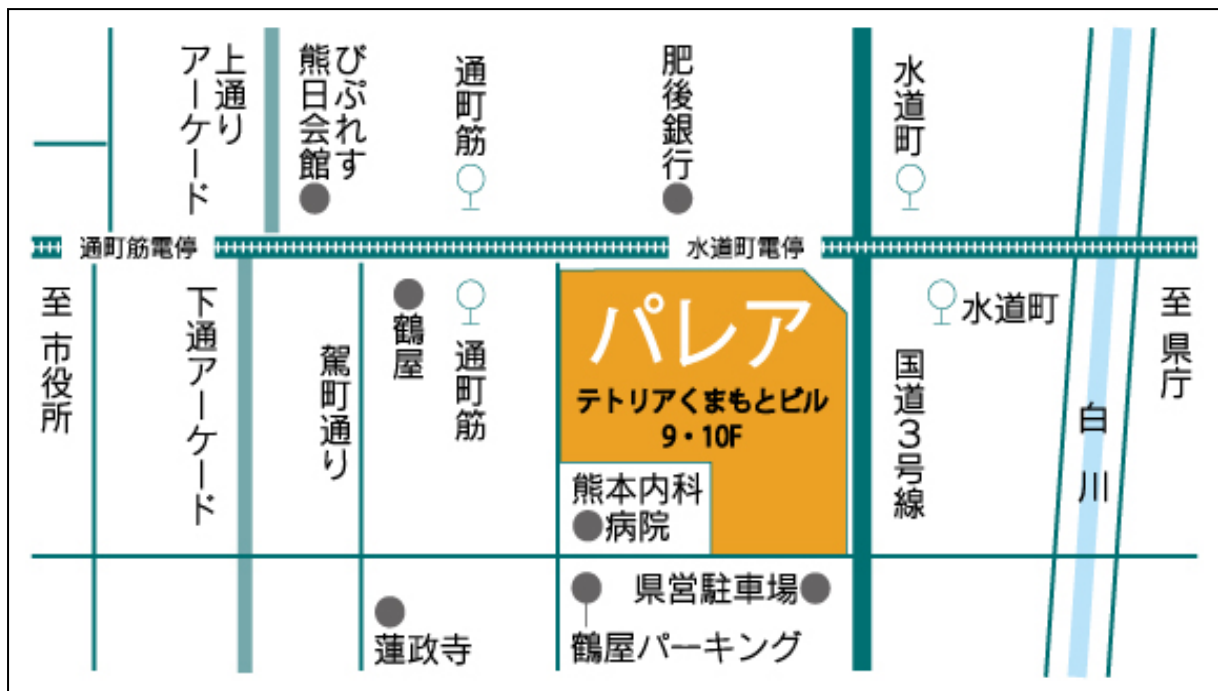 上通り
アーケード
びぷれす
熊日会館
通町筋
肥後銀行
水道町
通町筋電停
水道町電停
至 市役所
下通アーケード
駕町通り
鶴屋
通町筋
パレア
テトリアくまもとビル
9・10F
熊本内科
病院
国道3号線
水道町
白川
至 県庁
蓮政寺
県営駐車場
鶴屋パーキング